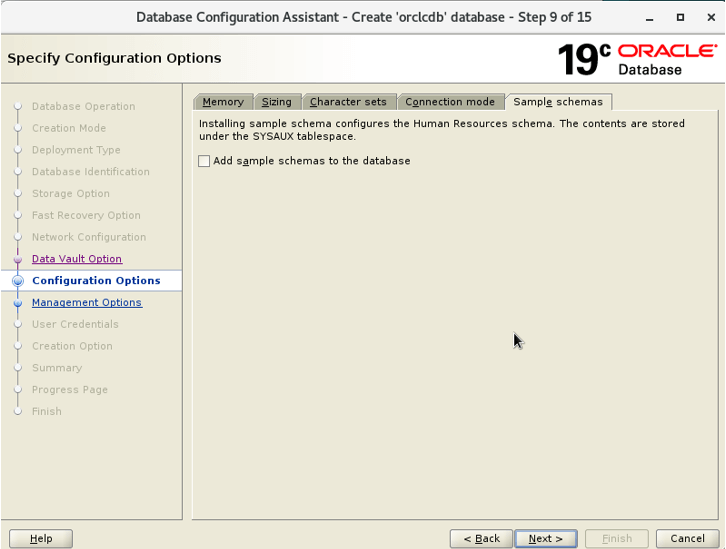 Database Configuration Assistant - Create 'orclcdb' database - Step 9 of 15
Specify Configuration Options
19c ORACLE
Database
Database Operation
Creation Mode
Deployment Type
Database Identification
Storage Option
Fast Recovery Option
Network Configuration
Data Vault Option
Configuration Options
Management Options
User Credentials
Creation Option
Summary
Progress Page
Finish
Memory
Sizing
Character sets
Connection mode
Sample schemas
Installing sample schema configures the Human Resources schema. The contents are stored
under the SYSAUX tablespace.
Add sample schemas to the database
Help
< Back
Next >
Finish
Cancel